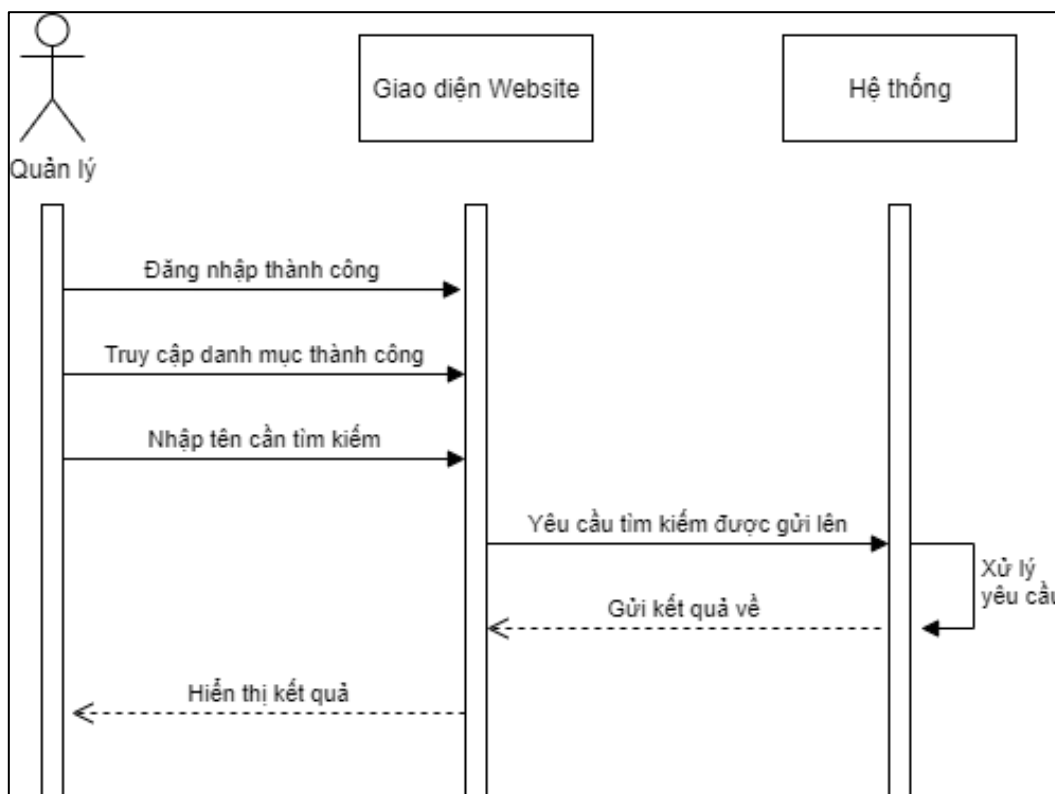 Giao diện Website
Hệ thống
Quản lý
Đăng nhập thành công
Truy cập danh mục thành công
Nhập tên cần tìm kiếm
Yêu cầu tìm kiếm được gửi lên
Xử lý
yêu cầu
Gửi kết quả về
Hiển thị kết quả